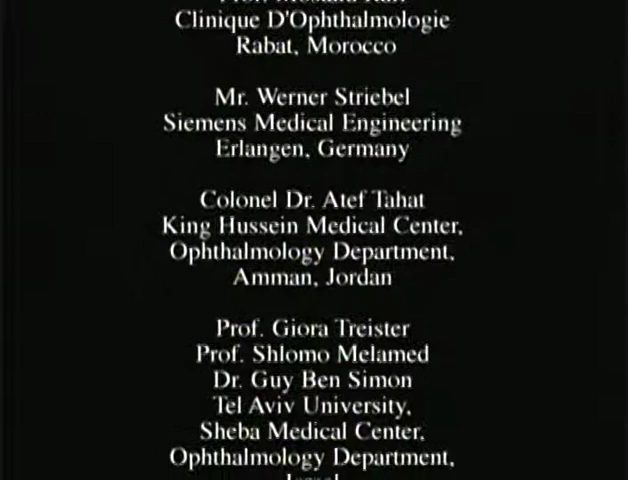 Clinique D'Ophthalmologie
Rabat, Morocco
Mr. Werner Striebel
Siemens Medical Engineering
Erlangen, Germany
Colonel Dr. Atef Tahat
King Hussein Medical Center,
Ophthalmology Department,
Amman, Jordan
Prof. Giora Treister
Prof. Shlomo Melamed
Dr. Guy Ben Simon
Tel Aviv University,
Sheba Medical Center,
Ophthalmology Department,